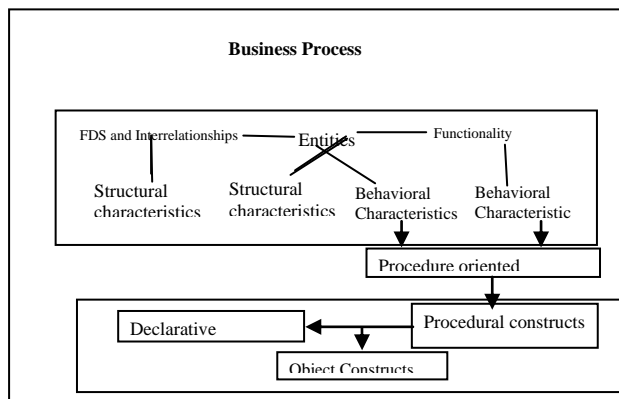 Business Process
FDS and Interrelationships
Entities
Functionality
Structural
characteristics
Structural
characteristics
Behavioral
Characteristics
Behavioral
Characteristic
Procedure oriented
Procedural constructs
Declarative
Object Constructs